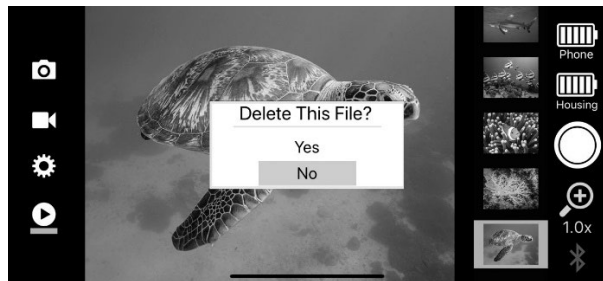 Delete This File?
Yes
No
Phone
Housing
1.0x